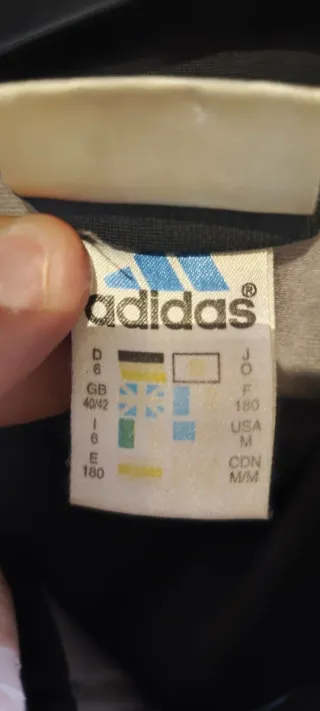 adidas®
D J
6 O
GB F
40/42 180
I USA
6 M
E CDN
180 M/M